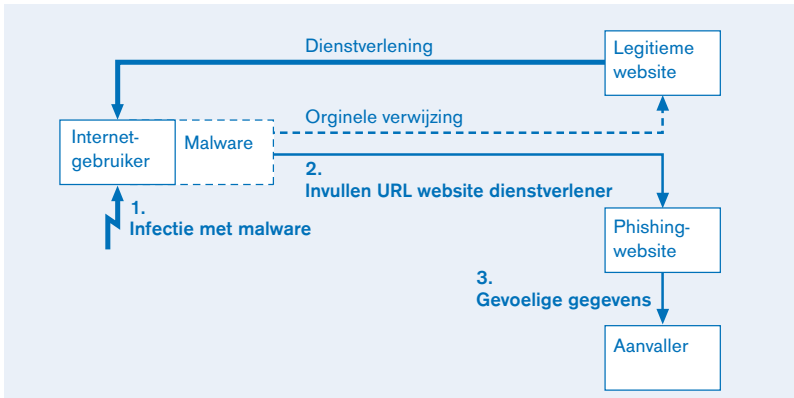 Dienstverlening
Legitieme
website
Orginele verwijzing
Internet-
gebruiker
Malware
2.
Invullen URL website dienstverlener
1.
Infectie met malware
Phishing-
website
3.
Gevoelige gegevens
Aanvaller